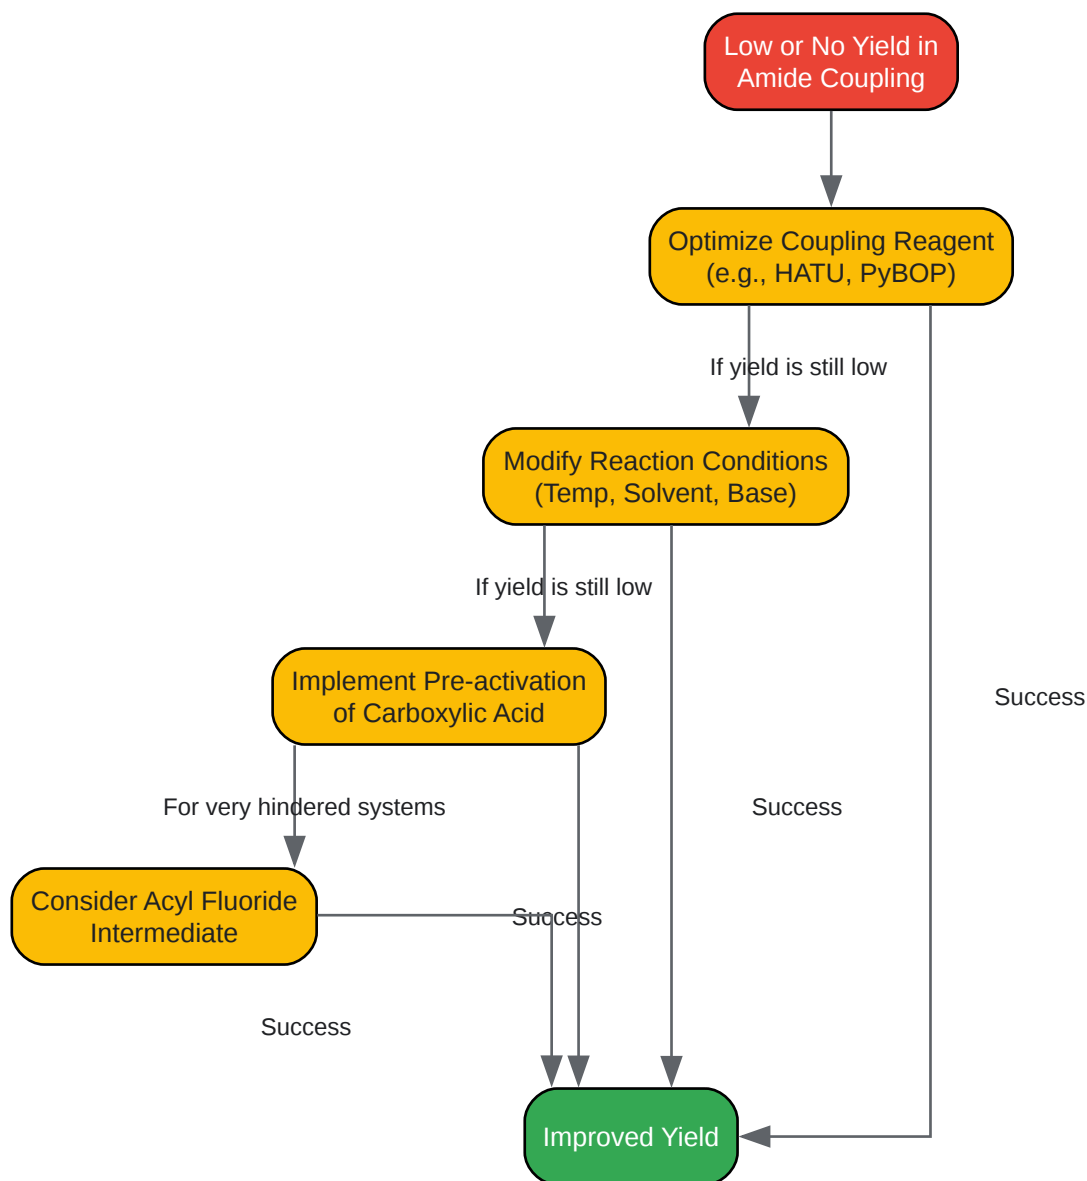 Low or No Yield in
Amide Coupling
Optimize Coupling Reagent
(e.g., HATU, PyBOP)
If yield is still low
Modify Reaction Conditions
(Temp, Solvent, Base)
If yield is still low
Implement Pre-activation
of Carboxylic Acid
Success
For very hindered systems
Success
Consider Acyl Fluoride
Intermediate
Success
Success
Improved Yield